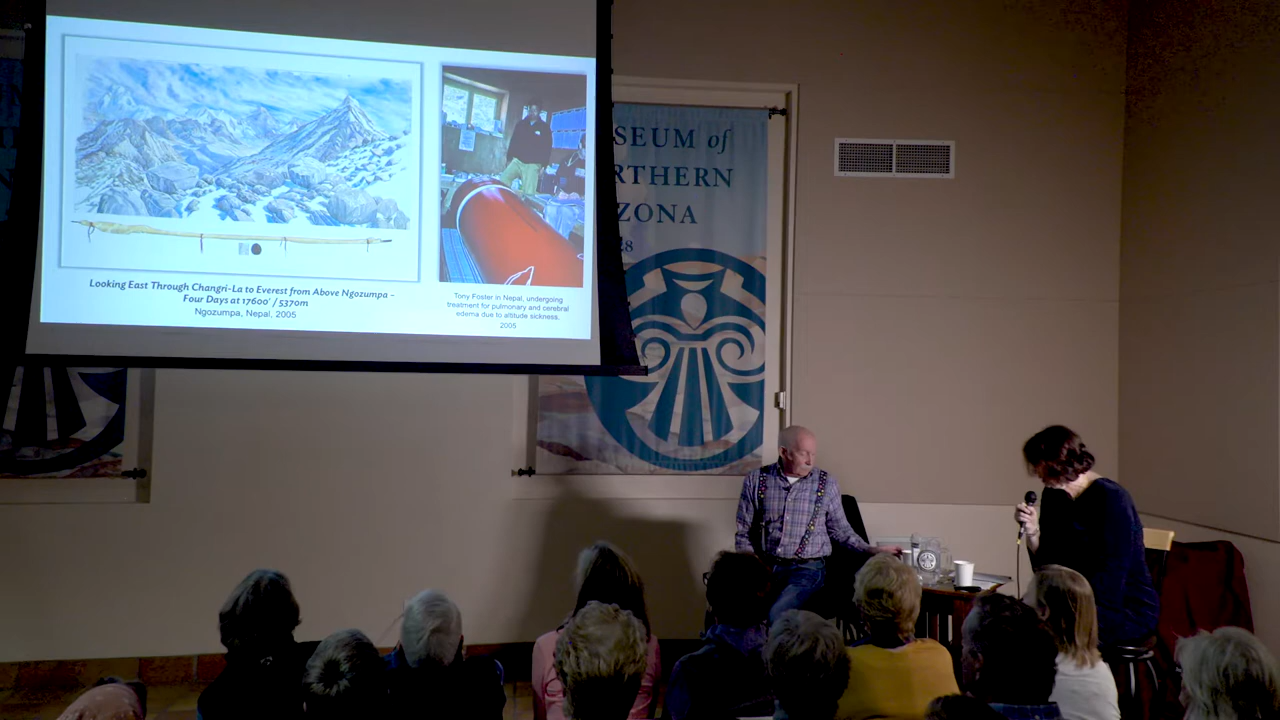 Looking East Through Changri-La to Everest from Above Ngozumpa –
Four Days at 17600' / 5370m
Ngozumpa, Nepal, 2005
Tony Foster in Nepal, undergoing
treatment for pulmonary and cerebral
edema due to altitude sickness.
2005
SEUM of
RTHERN
ZONA
28